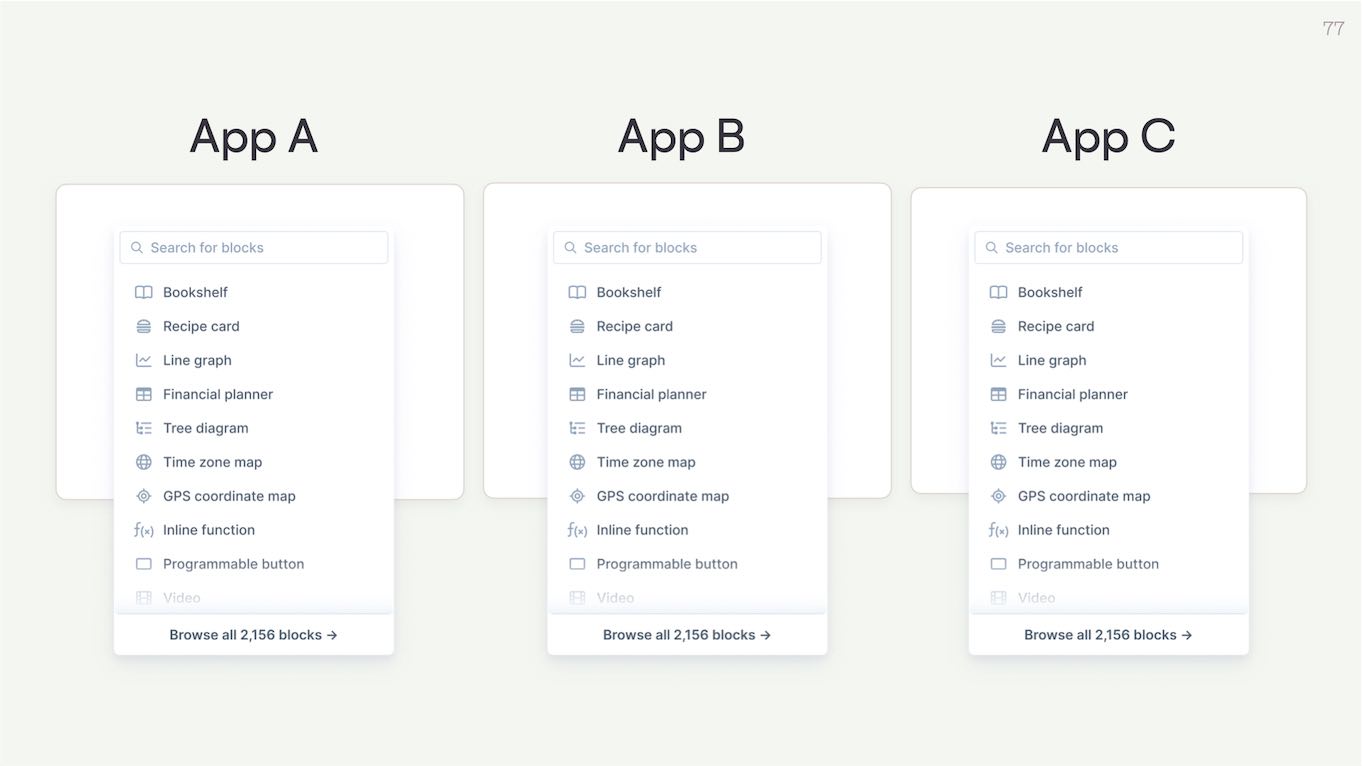 77
App A
Search for blocks
Bookshelf
Recipe card
Line graph
Financial planner
Tree diagram
Time zone map
GPS coordinate map
f(x) Inline function
Programmable button
Video
Browse all 2,156 blocks →
App B
Search for blocks
Bookshelf
Recipe card
Line graph
Financial planner
Tree diagram
Time zone map
GPS coordinate map
f(x) Inline function
Programmable button
Video
Browse all 2,156 blocks →
App C
Search for blocks
Bookshelf
Recipe card
Line graph
Financial planner
Tree diagram
Time zone map
GPS coordinate map
f(x) Inline function
Programmable button
Video
Browse all 2,156 blocks →